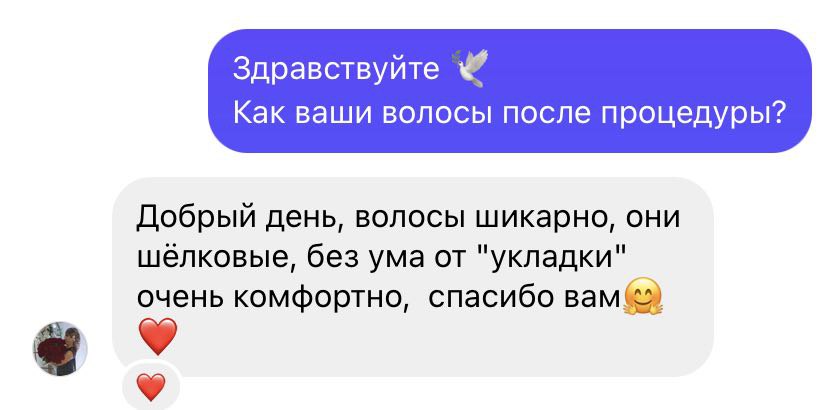 Здравствуйте 🕊️
Как ваши волосы после процедуры?
Добрый день, волосы шикарно, они
шёлковые, без ума от "укладки"
очень комфортно,  спасибо вам🤗
❤️
❤️